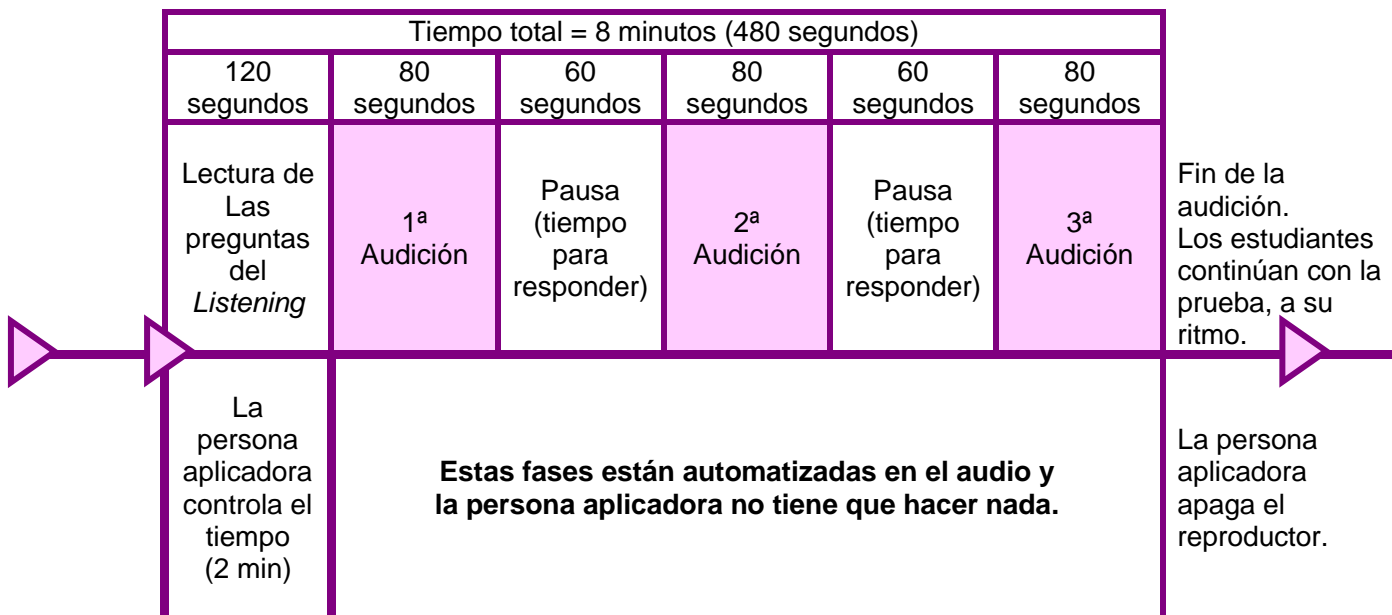 Tiempo total = 8 minutos (480 segundos)
120
segundos
80
segundos
60
segundos
80
segundos
60
segundos
80
segundos
Lectura de
Las
preguntas
del
Listening
1ª
Audición
Pausa
(tiempo
para
responder)
2ª
Audición
Pausa
(tiempo
para
responder)
3ª
Audición
Fin de la
audición.
Los estudiantes
continúan con la
prueba, a su
ritmo.
La
persona
aplicadora
controla el
tiempo
(2 min)
Estas fases están automatizadas en el audio y
la persona aplicadora no tiene que hacer nada.
La persona
aplicadora
apaga el
reproductor.